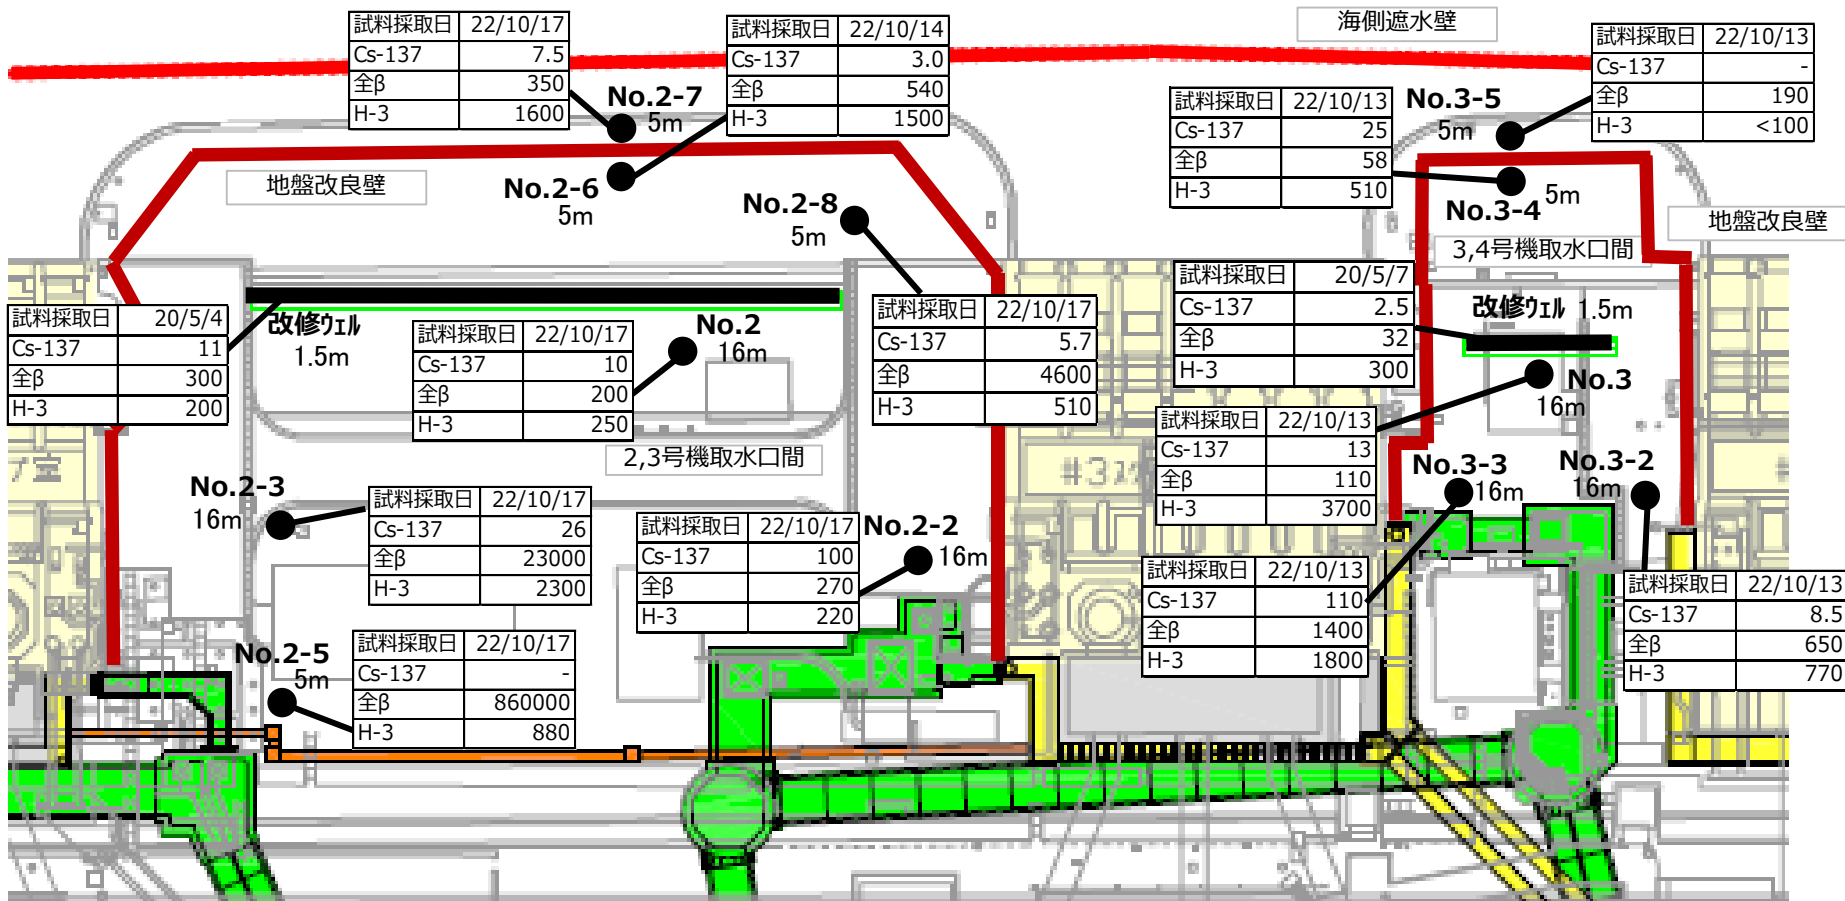 海側遮水壁
試料採取日 22/10/17
Cs-137 7.5
全β 350
H-3 1600
No.2-7
5m
試料採取日 22/10/14
Cs-137 3.0
全β 540
H-3 1500
No.2-6
5m
地盤改良壁
No.2-8
5m
試料採取日 22/10/17
Cs-137 5.7
全β 4600
H-3 510
試料採取日 22/10/13
Cs-137 -
全β 190
H-3 <100
No.3-5
5m
試料採取日 22/10/13
Cs-137 25
全β 58
H-3 510
No.3-4
5m
地盤改良壁
3,4号機取水口間
試料採取日 20/5/4
Cs-137 11
全β 300
H-3 200
改修ウェル
1.5m
試料採取日 22/10/17
Cs-137 10
全β 200
H-3 250
No.2
16m
2,3号機取水口間
試料採取日 20/5/7
Cs-137 2.5
全β 32
H-3 300
改修ウェル 1.5m
試料採取日 22/10/13
Cs-137 13
全β 110
H-3 3700
No.3
16m
No.2-3
16m
試料採取日 22/10/17
Cs-137 26
全β 23000
H-3 2300
試料採取日 22/10/17
Cs-137 100
全β 270
H-3 220
No.2-2
16m
No.3-3
16m
試料採取日 22/10/13
Cs-137 110
全β 1400
H-3 1800
No.3-2
16m
試料採取日 22/10/13
Cs-137 8.5
全β 650
H-3 770
No.2-5
5m
試料採取日 22/10/17
Cs-137 -
全β 860000
H-3 880